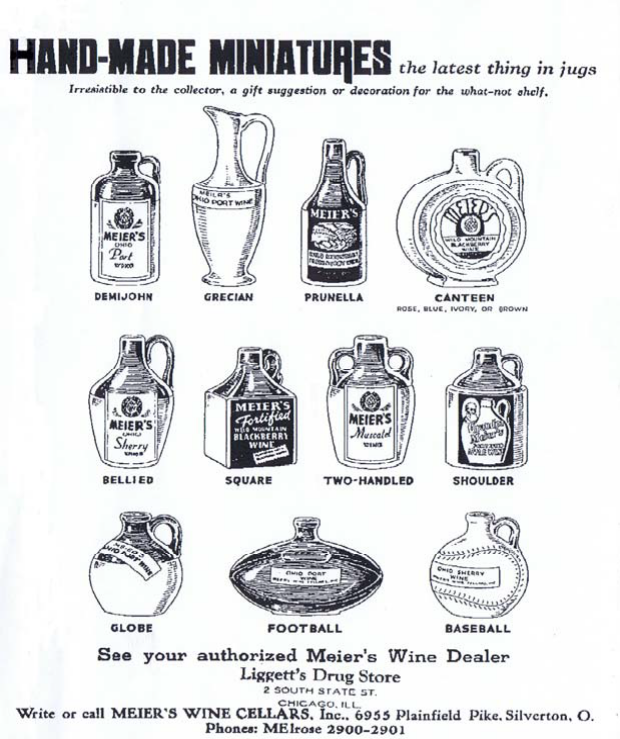 HAND-MADE MINIATURES the latest thing in jugs
Irresistible to the collector, a gift suggestion or decoration for the what-not shelf.
MEIER'S
OHIO
Port
WINE
DEMIJOHN
MEIER'S
OHIO PORT WINE
GRECIAN
MEIER'S
PRUNELLA
MEIER'S
WILD MOUNTAIN
BLACKBERRY
WINE
CANTEEN
ROSE, BLUE, IVORY, OR BROWN
MEIER'S
OHIO
Sherry
WINE
BELLIED
MEIER'S
Fortified
WILD MOUNTAIN
BLACKBERRY
WINE
SQUARE
MEIER'S
Muscatel
WINE
TWO-HANDLED
SHOULDER
MEIER'S
OHIO PORT WINE
GLOBE
OHIO PORT
WINE
FOOTBALL
OHIO SHERRY
WINE
BASEBALL
See your authorized Meier's Wine Dealer
Liggett's Drug Store
2 SOUTH STATE ST.
CHICAGO, ILL.
Write or call MEIER'S WINE CELLARS, Inc., 6955 Plainfield Pike, Silverton, O.
Phones: MElrose 2900-2901